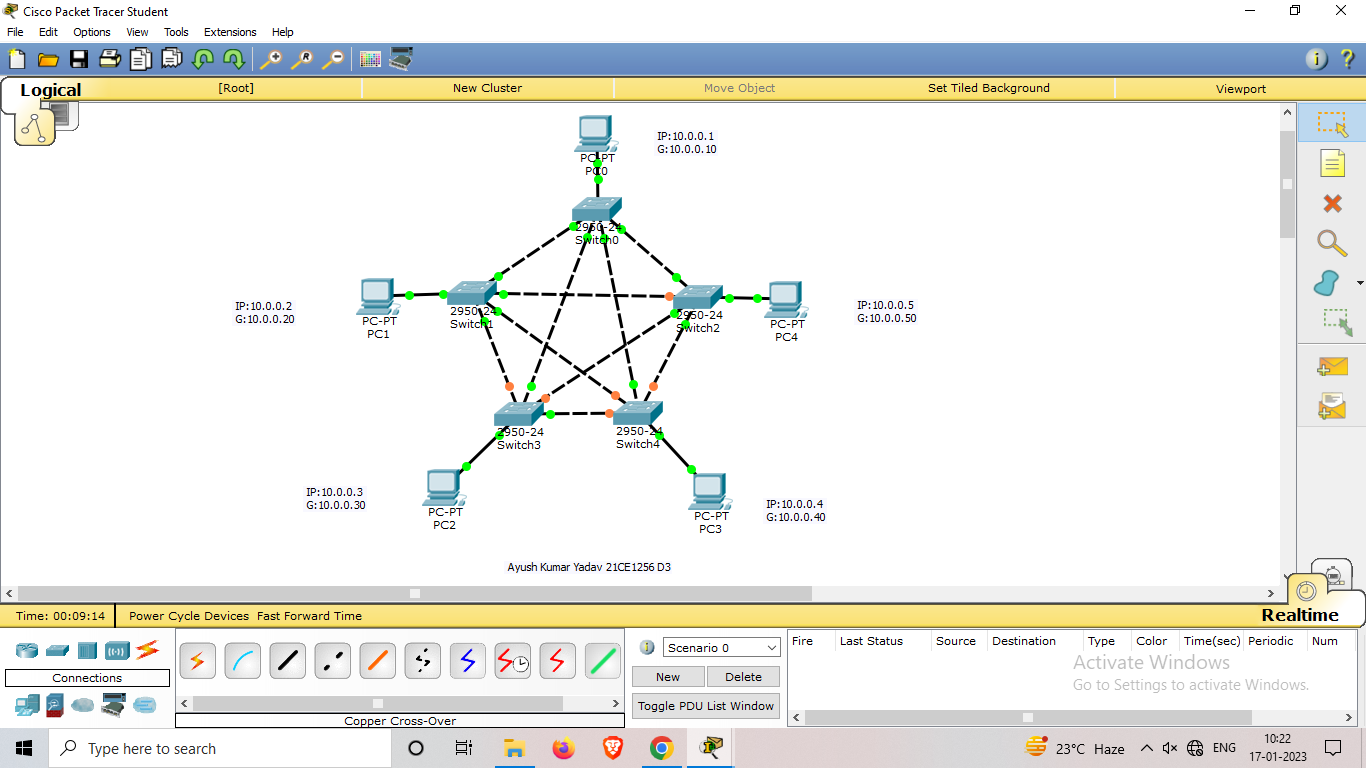 Cisco Packet Tracer Student
File Edit Options View Tools Extensions Help
Logical
[Root]
New Cluster
Move Object
Set Tiled Background
Viewport
PC-PT
PC0
IP:10.0.0.1
G:10.0.0.10
2950-24
Switch0
IP:10.0.0.2
G:10.0.0.20
PC-PT
PC1
2950-24
Switch1
2950-24
Switch2
PC-PT
PC4
IP:10.0.0.5
G:10.0.0.50
2950-24
Switch3
2950-24
Switch4
IP:10.0.0.3
G:10.0.0.30
PC-PT
PC2
PC-PT
PC3
IP:10.0.0.4
G:10.0.0.40
Ayush Kumar Yadav 21CE1256 D3
Time: 00:09:14
Power Cycle Devices Fast Forward Time
Realtime
Connections
Copper Cross-Over
Scenario 0
New
Delete
Toggle PDU List Window
Fire Last Status Source Destination Type Color Time(sec) Periodic Num
Activate Windows
Go to Settings to activate Windows.
Type here to search
23°C Haze
ENG
10:22
17-01-2023